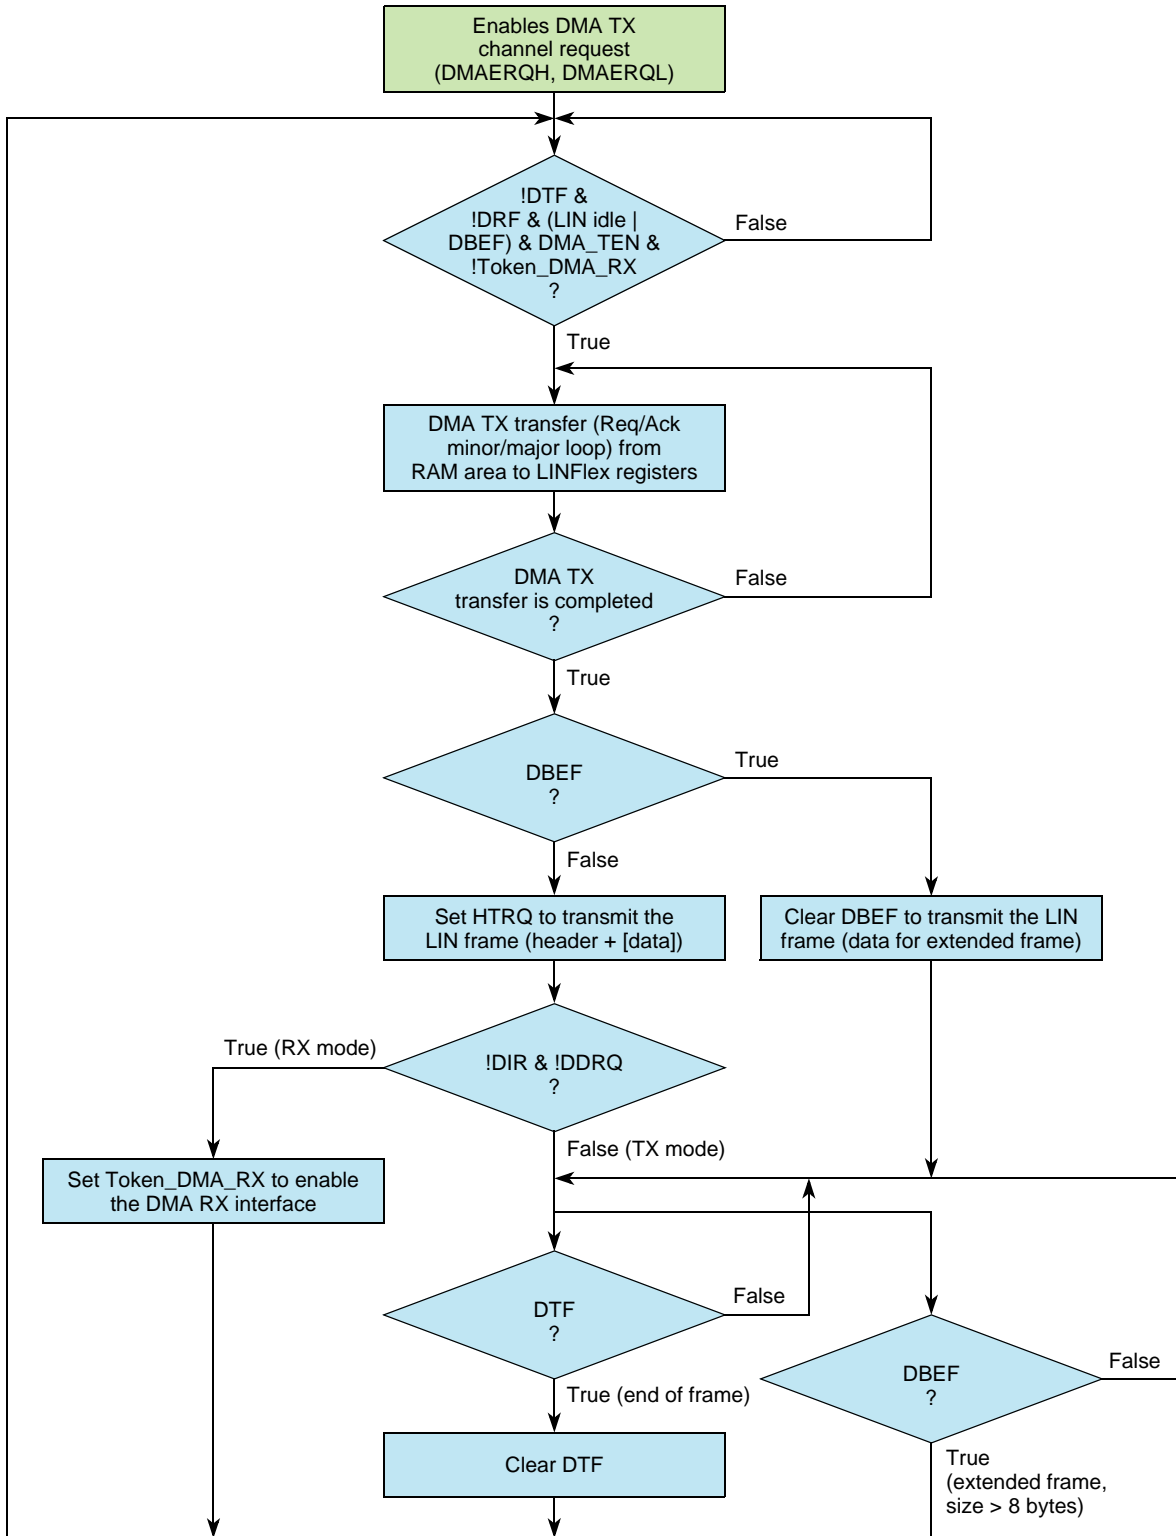 Enables DMA TX
channel request
(DMAERQH, DMAERQL)
!DTF &
!DRF & (LIN idle |
DBEF) & DMA_TEN &
!Token_DMA_RX
?
False
True
DMA TX transfer (Req/Ack
minor/major loop) from
RAM area to LINFlex registers
DMA TX
transfer is completed
?
False
True
DBEF
?
True
False
Set HTRQ to transmit the
LIN frame (header + [data])
Clear DBEF to transmit the LIN
frame (data for extended frame)
!DIR & !DDRQ
?
True (RX mode)
False (TX mode)
Set Token_DMA_RX to enable
the DMA RX interface
DTF
?
False
DBEF
?
False
True (end of frame)
Clear DTF
True
(extended frame,
size > 8 bytes)